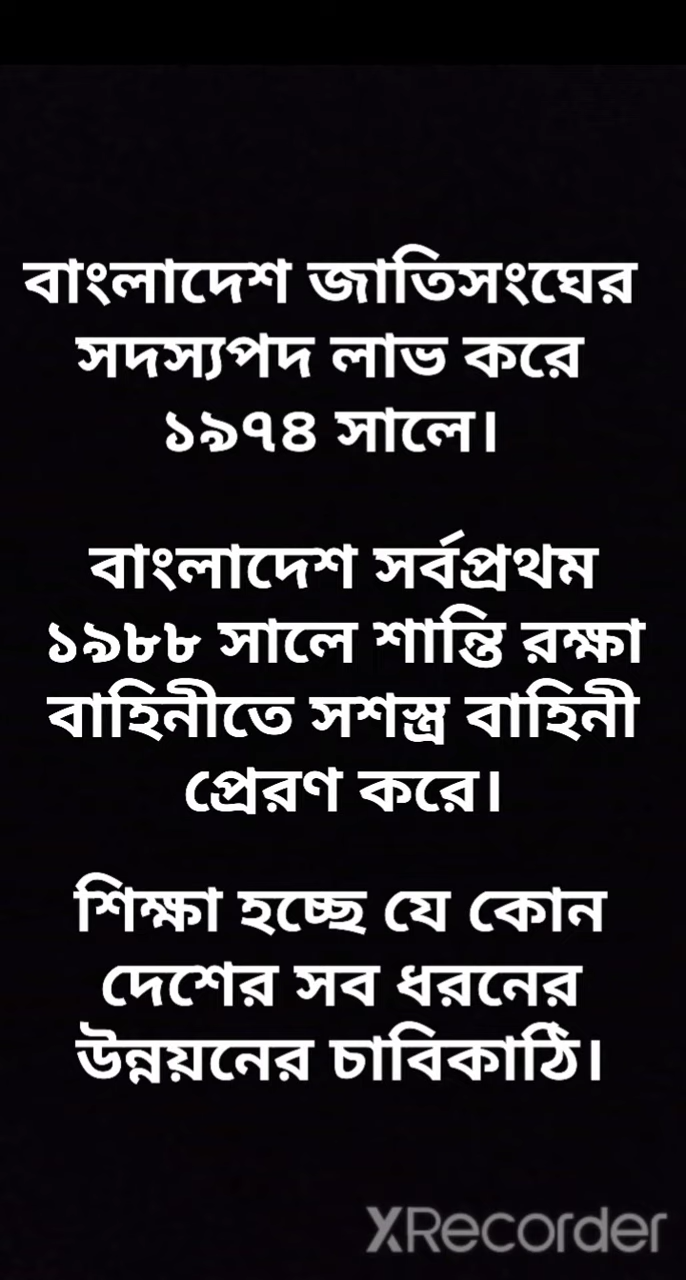 বাংলাদেশ জাতিসংঘের
সদস্যপদ লাভ করে
১৯৭৪ সালে।
বাংলাদেশ সর্বপ্রথম
১৯৮৮ সালে শান্তি রক্ষা
বাহিনীতে সশস্ত্র বাহিনী
প্রেরণ করে।
শিক্ষা হচ্ছে যে কোন
দেশের সব ধরনের
উন্নয়নের চাবিকাঠি।
XRecorder